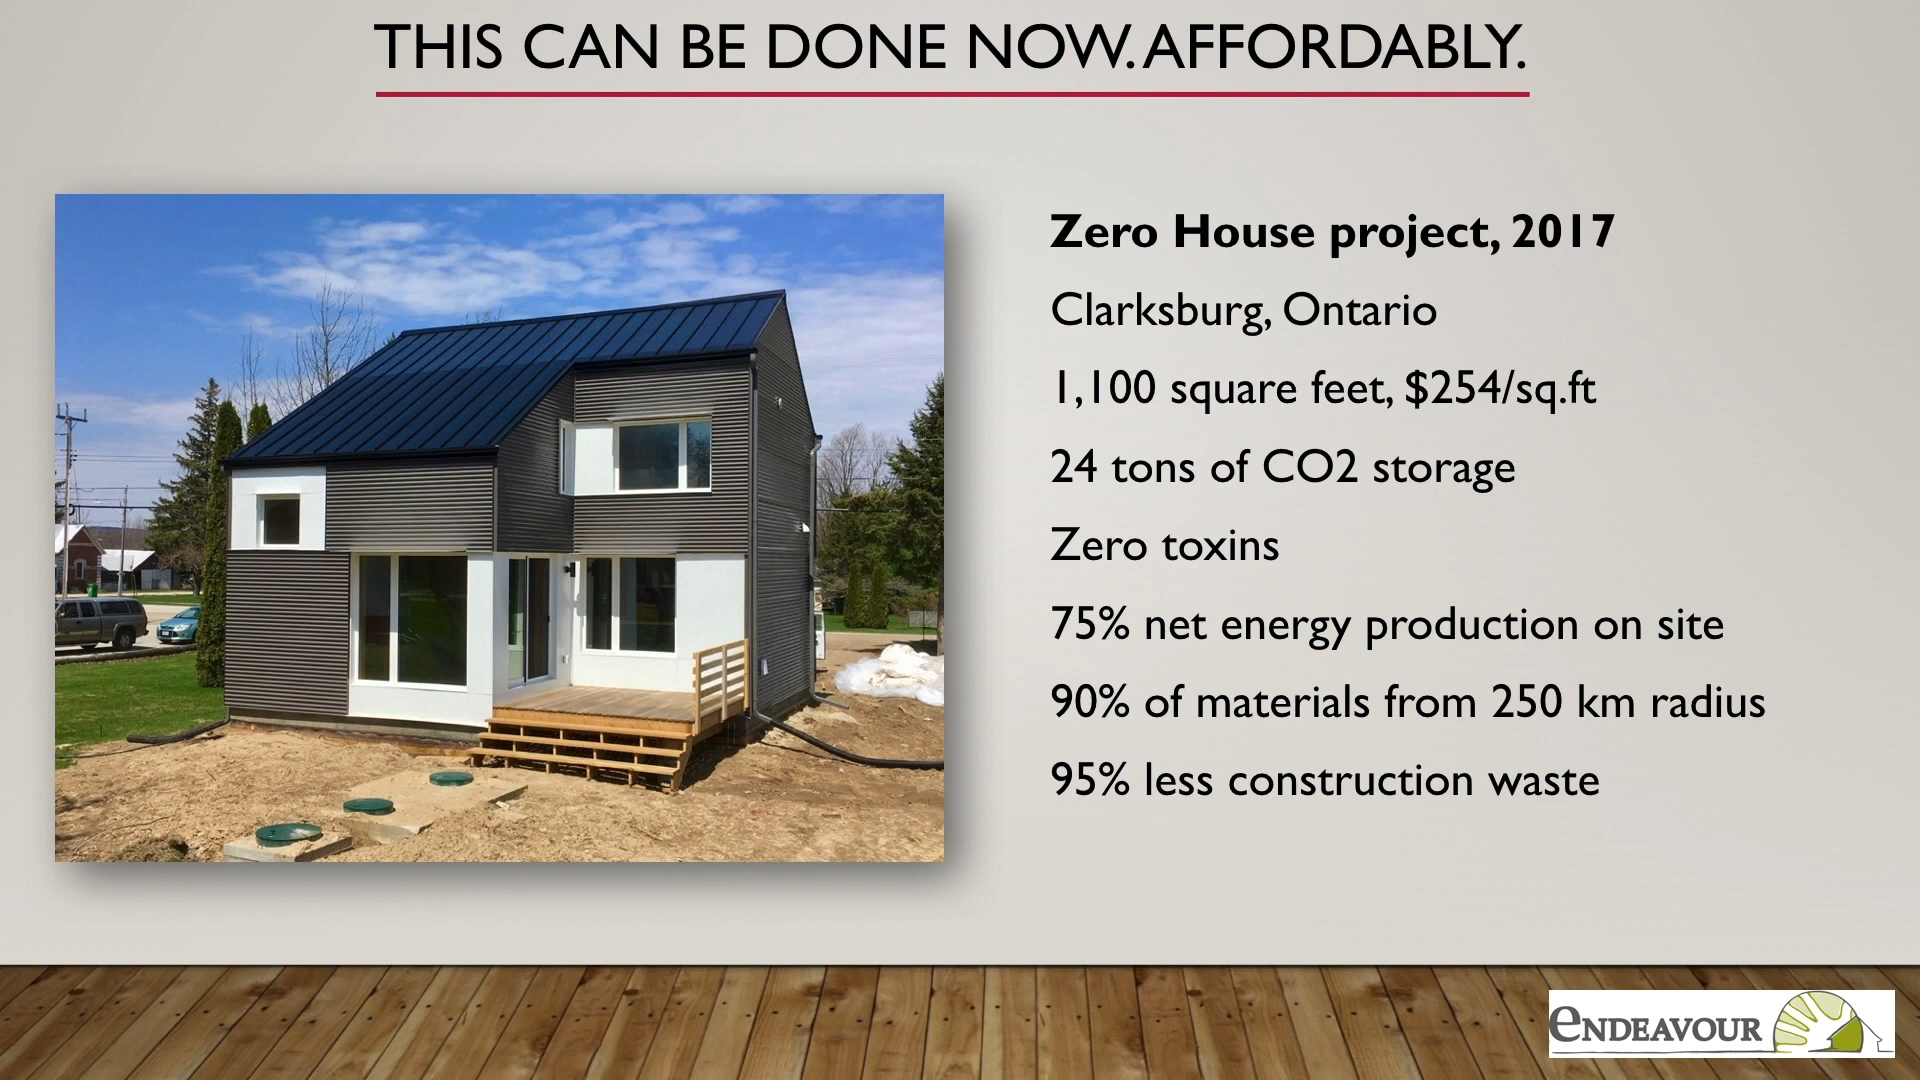 THIS CAN BE DONE NOW. AFFORDABLY.
Zero House project, 2017
Clarksburg, Ontario
1,100 square feet, $254/sq.ft
24 tons of CO2 storage
Zero toxins
75% net energy production on site
90% of materials from 250 km radius
95% less construction waste
ENDEAVOUR